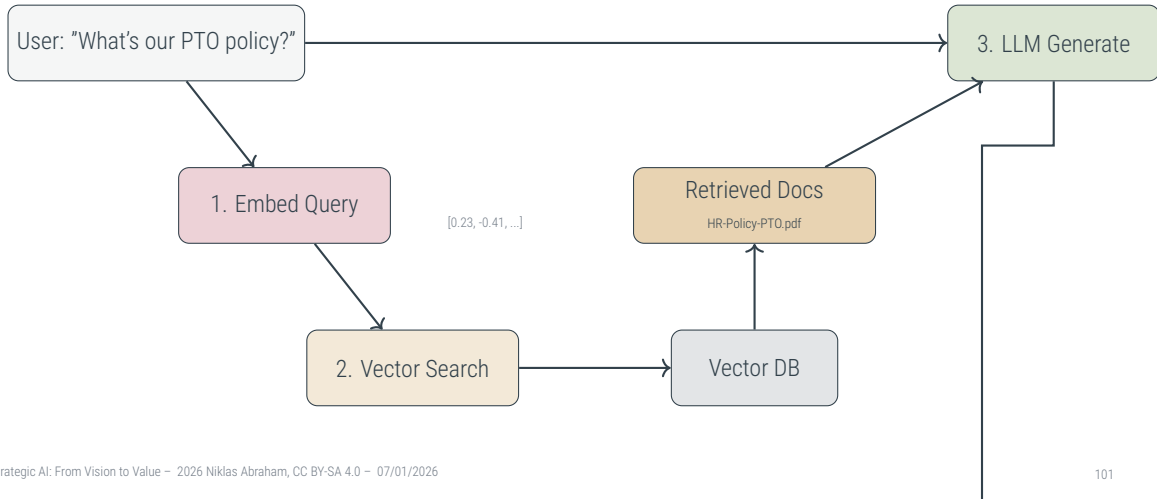 User: "What's our PTO policy?"
3. LLM Generate
1. Embed Query
[0.23, -0.41, ...]
Retrieved Docs
HR-Policy-PTO.pdf
2. Vector Search
Vector DB
rategic AI: From Vision to Value – 2026 Niklas Abraham, CC BY-SA 4.0 – 07/01/2026
101